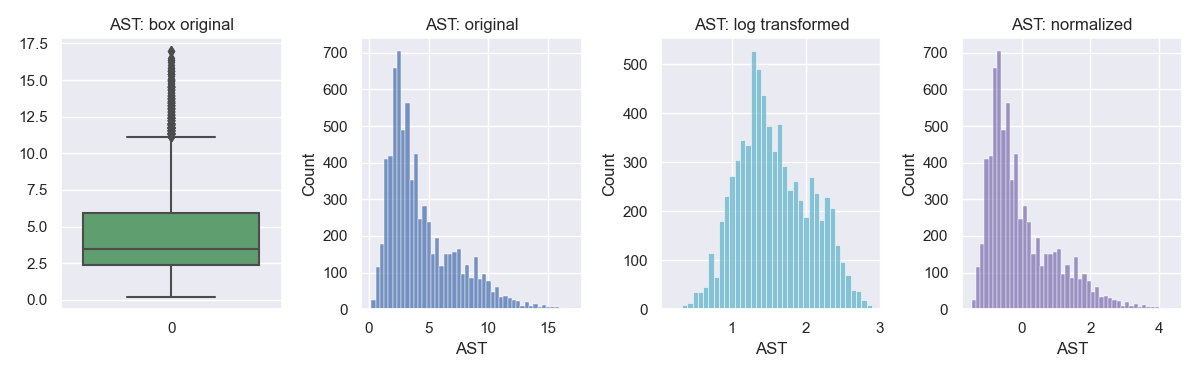 AST: box original
17.5
15.0
12.5
10.0
7.5
5.0
2.5
0.0
0
AST: original
700
600
500
400
300
200
100
0
Count
0 5 10 15
AST
AST: log transformed
500
400
300
200
100
0
Count
1 2 3
AST
AST: normalized
700
600
500
400
300
200
100
0
Count
0 2 4
AST